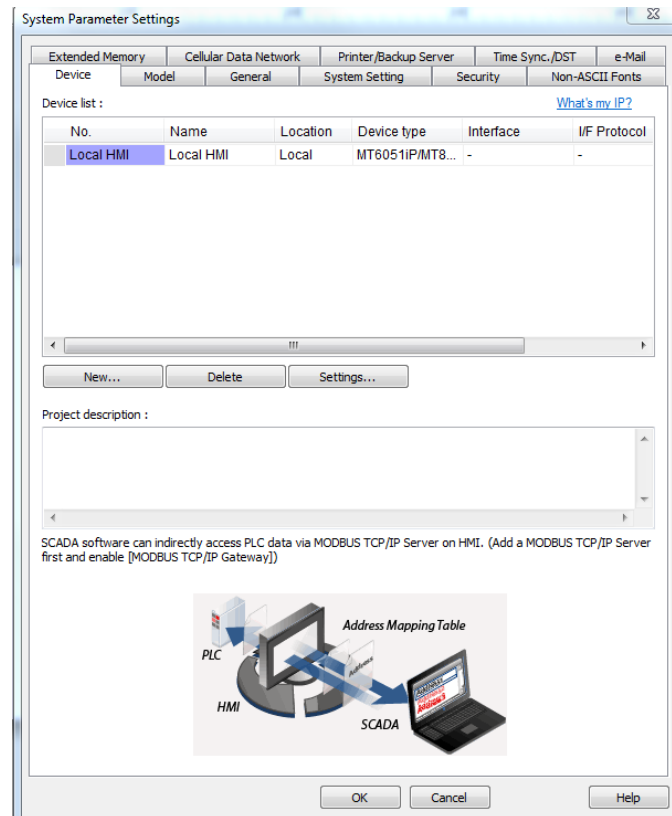 System Parameter Settings
Extended Memory Cellular Data Network Printer/Backup Server Time Sync./DST e-Mail
Device Model General System Setting Security Non-ASCII Fonts
Device list : What's my IP?
No. Name Location Device type Interface I/F Protocol
Local HMI Local HMI Local MT6051iP/MT8... - -
New... Delete Settings...
Project description :
SCADA software can indirectly access PLC data via MODBUS TCP/IP Server on HMI. (Add a MODBUS TCP/IP Server
first and enable [MODBUS TCP/IP Gateway])
Address Mapping Table
PLC
Address
HMI
SCADA
OK Cancel Help